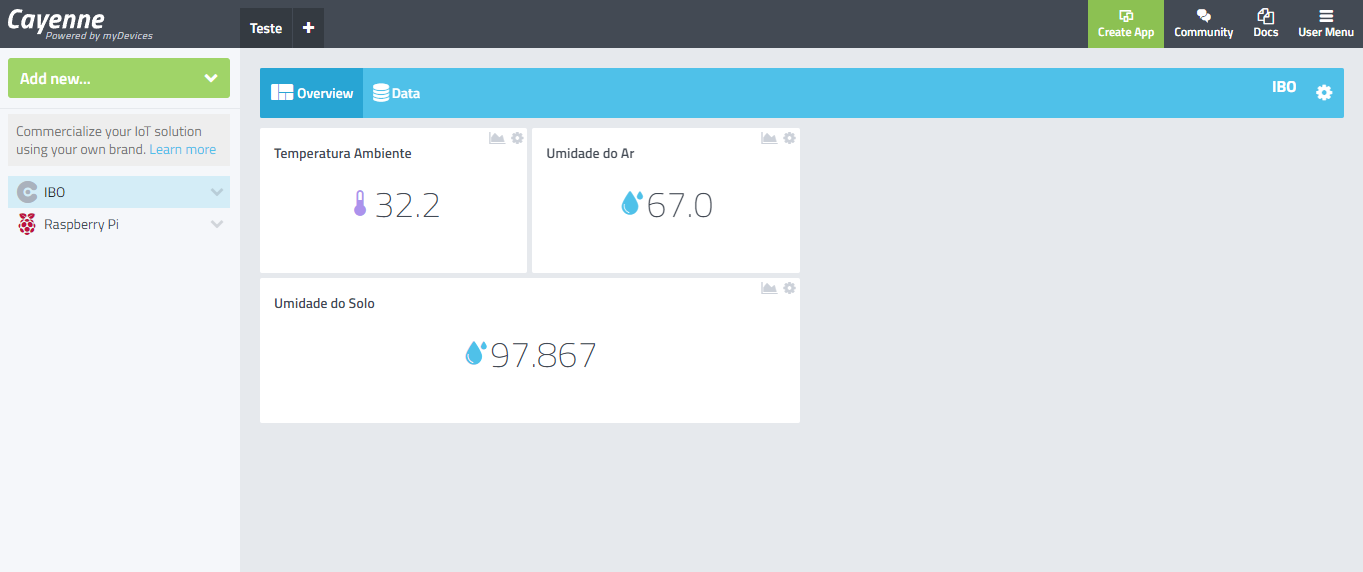 Cayenne
Powered by myDevices
Teste
Create App
Community
Docs
User Menu
Add new...
Commercialize your IoT solution
using your own brand. Learn more
IBO
Raspberry Pi
Overview
Data
IBO
Temperatura Ambiente
32.2
Umidade do Ar
67.0
Umidade do Solo
97.867